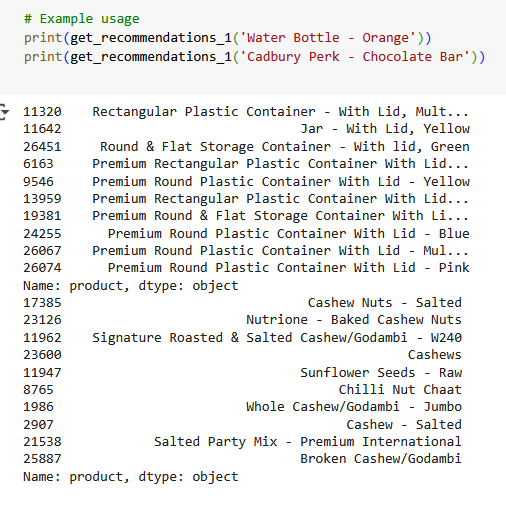 # Example usage
print(get_recommendations_1('Water Bottle - Orange'))
print(get_recommendations_1('Cadbury Perk - Chocolate Bar'))
11320 Rectangular Plastic Container - With Lid, Mult...
11642 Jar - With Lid, Yellow
26451 Round & Flat Storage Container - With lid, Green
6163 Premium Rectangular Plastic Container With Lid...
9546 Premium Round Plastic Container With Lid - Yellow
13959 Premium Rectangular Plastic Container With Lid...
19381 Premium Round & Flat Storage Container With Li...
24255 Premium Round Plastic Container With Lid - Blue
26067 Premium Round Plastic Container With Lid - Mul...
26074 Premium Round Plastic Container With Lid - Pink
Name: product, dtype: object
17385 Cashew Nuts - Salted
23126 Nutrione - Baked Cashew Nuts
11962 Signature Roasted & Salted Cashew/Godambi - W240
23600 Cashews
11947 Sunflower Seeds - Raw
8765 Chilli Nut Chaat
1986 Whole Cashew/Godambi - Jumbo
2907 Cashew - Salted
21538 Salted Party Mix - Premium International
25887 Broken Cashew/Godambi
Name: product, dtype: object